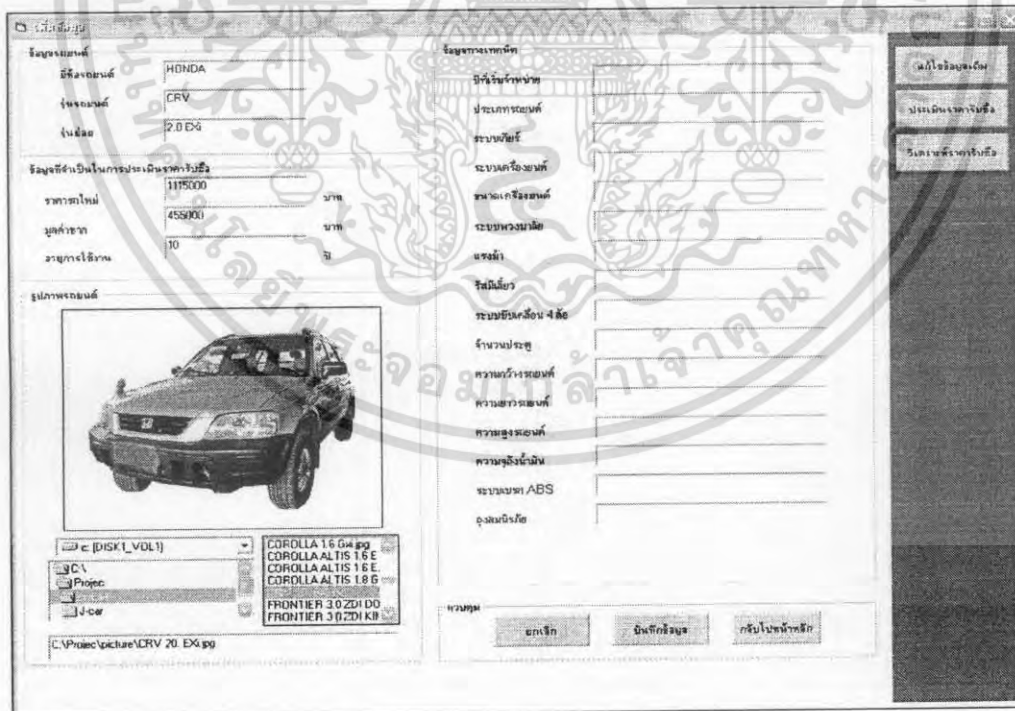 เพิ่มข้อมูล
ข้อมูลรถยนต์
ยี่ห้อรถยนต์
HONDA
รุ่นรถยนต์
CRV
รุ่นย่อย
2.0 EXi
ข้อมูลที่จำเป็นในการประเมินราคารับซื้อ
ราคารถใหม่
1115000
บาท
มูลค่าซาก
455000
บาท
อายุการใช้งาน
10
ปี
รูปภาพรถยนต์
c: [DISK1_VOL1]
C:\
Projec
J-car
COROLLA 1.6 GXi.jpg
COROLLA ALTIS 1.6 E
COROLLA ALTIS 1.6 E.
COROLLA ALTIS 1.8 G
FRONTIER 3.0 ZDI DO
FRONTIER 3.0 ZDI KIN
C:\Projec\picture\CRV 20. EXi.jpg
ข้อมูลทางเทคนิค
ปีที่เริ่มจำหน่าย
ประเภทรถยนต์
ระบบเกียร์
ระบบเครื่องยนต์
ขนาดเครื่องยนต์
ระบบพวงมาลัย
แรงม้า
รัศมีเลี้ยว
ระบบขับเคลื่อน 4 ล้อ
จำนวนประตู
ความกว้างรถยนต์
ความยาวรถยนต์
ความสูงรถยนต์
ความจุถังน้ำมัน
ระบบเบรค ABS
ถุงลมนิรภัย
ควบคุม
ยกเลิก
บันทึกข้อมูล
กลับไปหน้าหลัก
แก้ไขข้อมูลเดิม
ประเมินราคารับซื้อ
วิเคราะห์ราคารับซื้อ